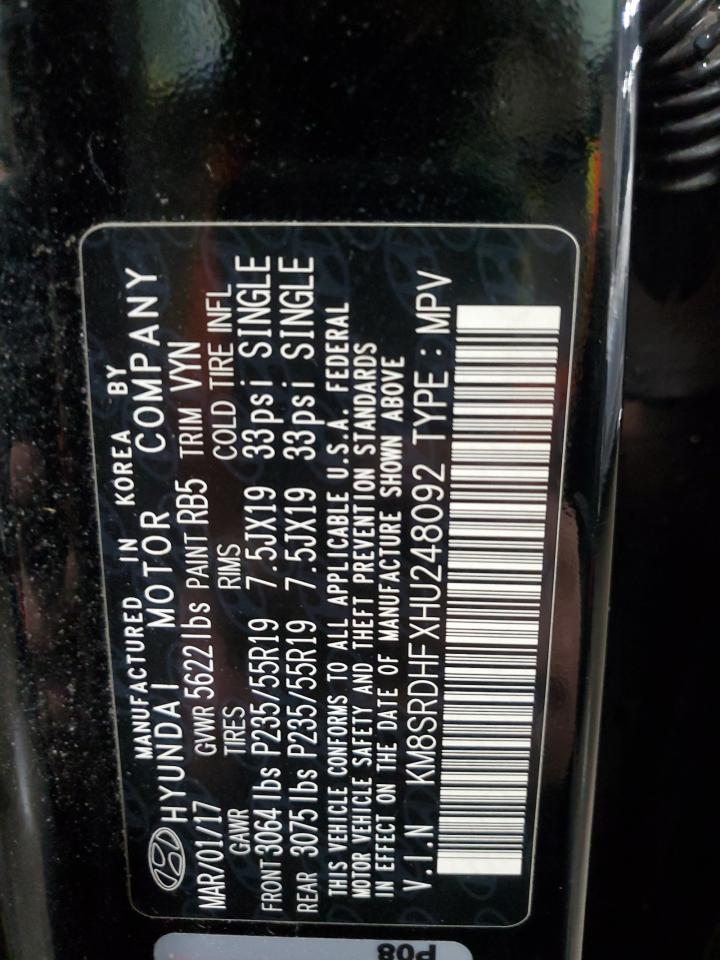 MANUFACTURED IN KOREA BY
HYUNDAI MOTOR COMPANY
MAR/01/17 GVWR 5622lbs PAINT RB5 TRIM VYN
GAWR TIRES RIMS COLD TIRE INFL
FRONT 3064lbs P235/55R19 7.5JX19 33psi SINGLE
REAR 3075lbs P235/55R19 7.5JX19 33psi SINGLE
THIS VEHICLE CONFORMS TO ALL APPLICABLE U.S.A. FEDERAL
MOTOR VEHICLE SAFETY AND THEFT PREVENTION STANDARDS
IN EFFECT ON THE DATE OF MANUFACTURE SHOWN ABOVE
V.I.N KM8SRDHFXHU248092 TYPE : MPV
P08